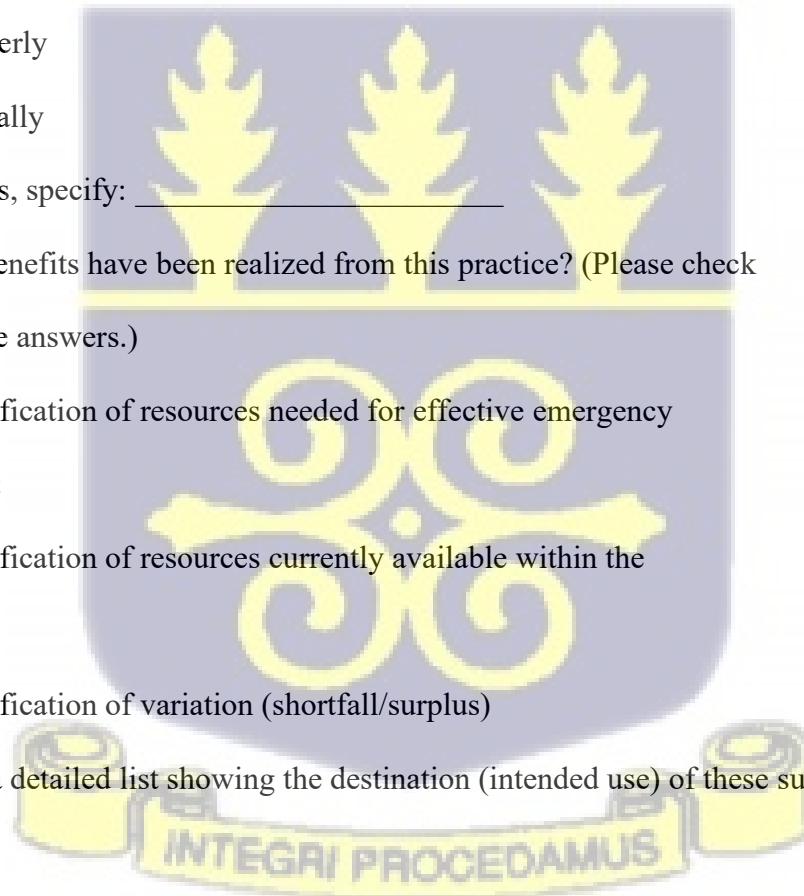 erly
ally
s, specify: _______________________
enefits have been realized from this practice? (Please check
e answers.)
fication of resources needed for effective emergency
fication of resources currently available within the
fication of variation (shortfall/surplus)
detailed list showing the destination (intended use) of these su
INTEGRI PROCEDAMUS